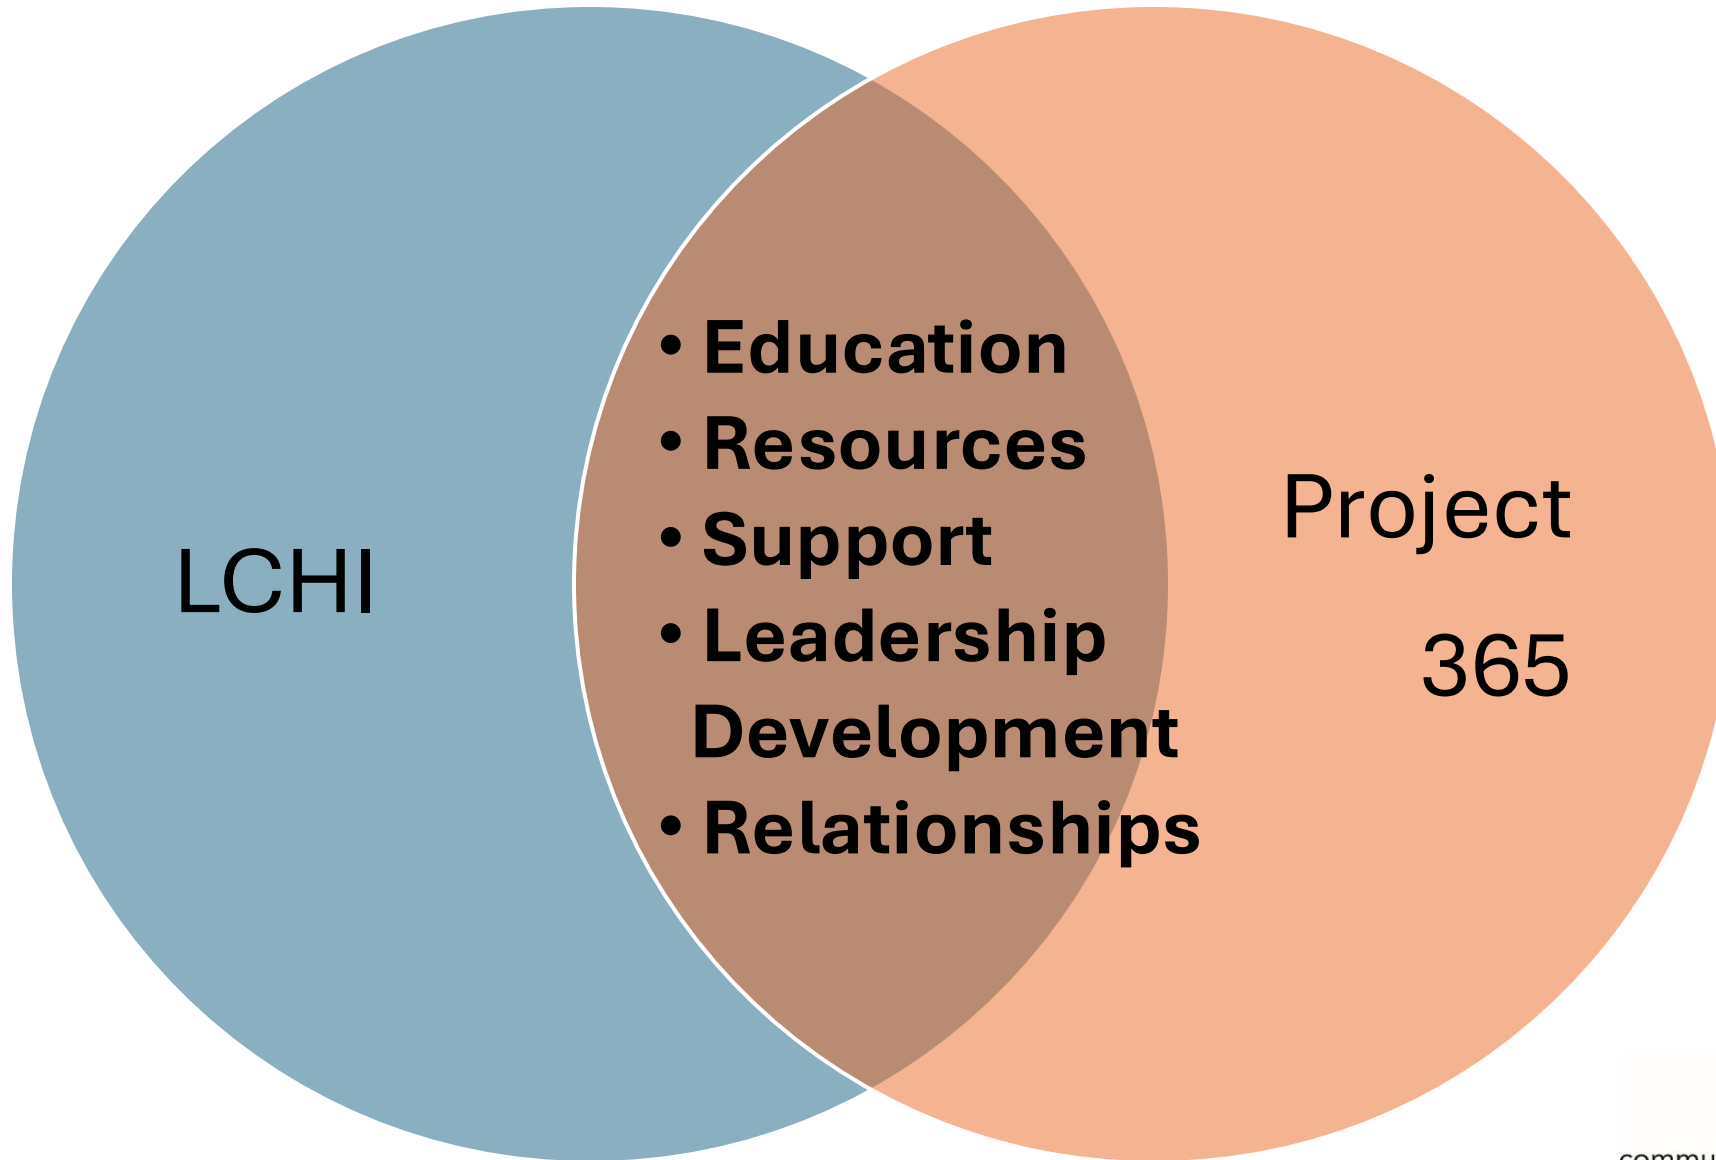 LCHI
• Education
• Resources
• Support
• Leadership
Development
• Relationships
Project
365